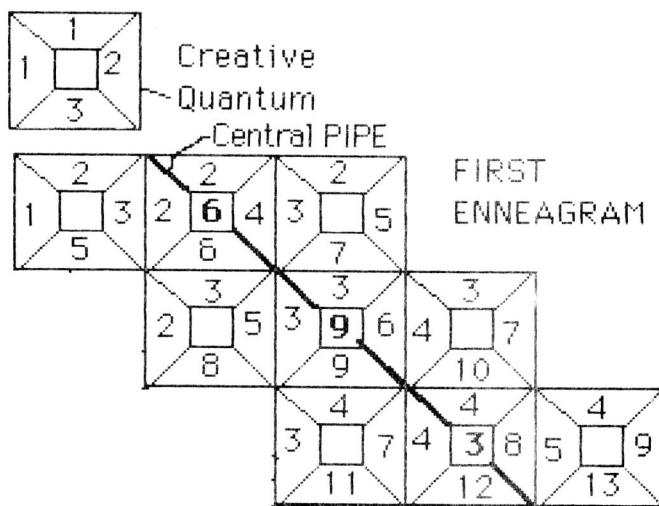 1
1 2 Creative
3 Quantum
Central PIPE
2 2 2 FIRST
1 3 2 6 4 3 5 ENNEAGRAM
5 6 7
3 3 3
2 5 3 9 6 4 7
8 9 10
4 4 4
3 7 4 3 8 5 9
11 12 13